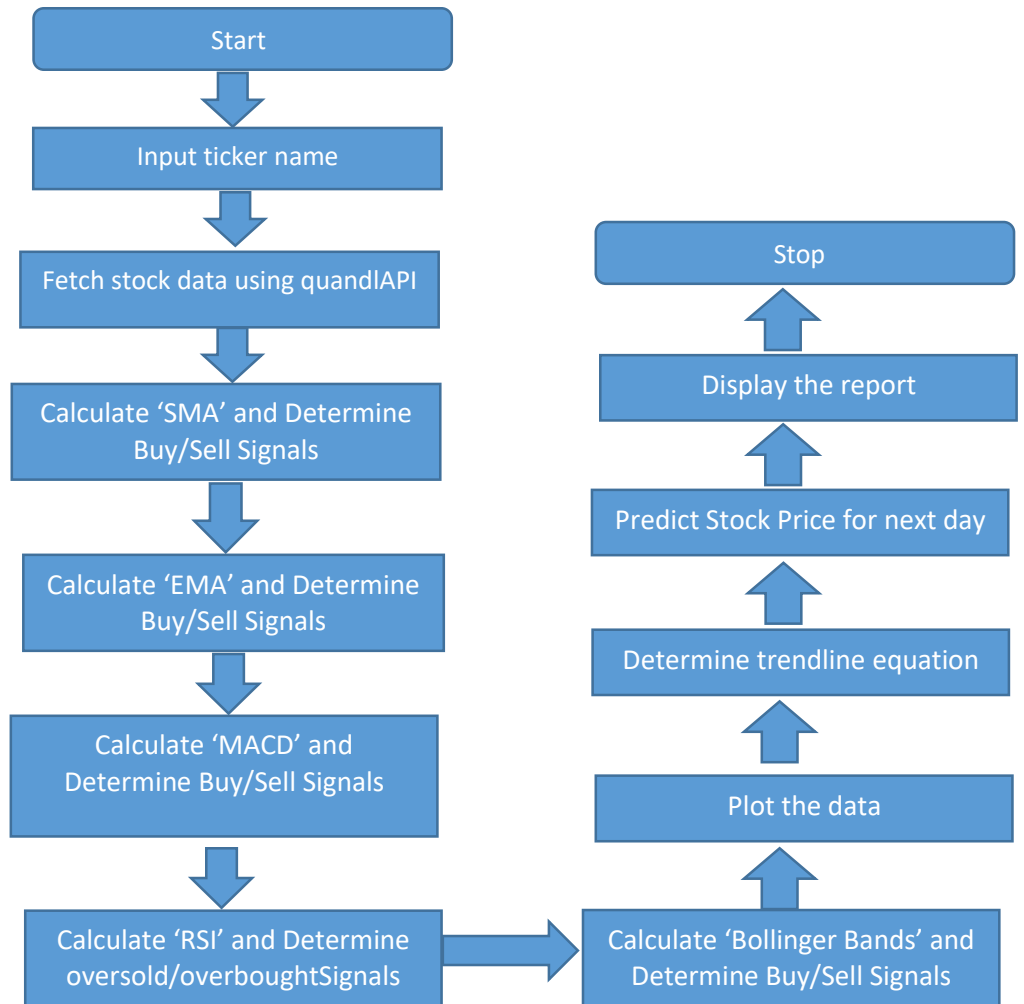 Start
Input ticker name
Fetch stock data using quandlAPI
Calculate ‘SMA’ and Determine
Buy/Sell Signals
Calculate ‘EMA’ and Determine
Buy/Sell Signals
Calculate ‘MACD’ and
Determine Buy/Sell Signals
Calculate ‘RSI’ and Determine
oversold/overboughtSignals
Calculate ‘Bollinger Bands’ and
Determine Buy/Sell Signals
Plot the data
Determine trendline equation
Predict Stock Price for next day
Display the report
Stop